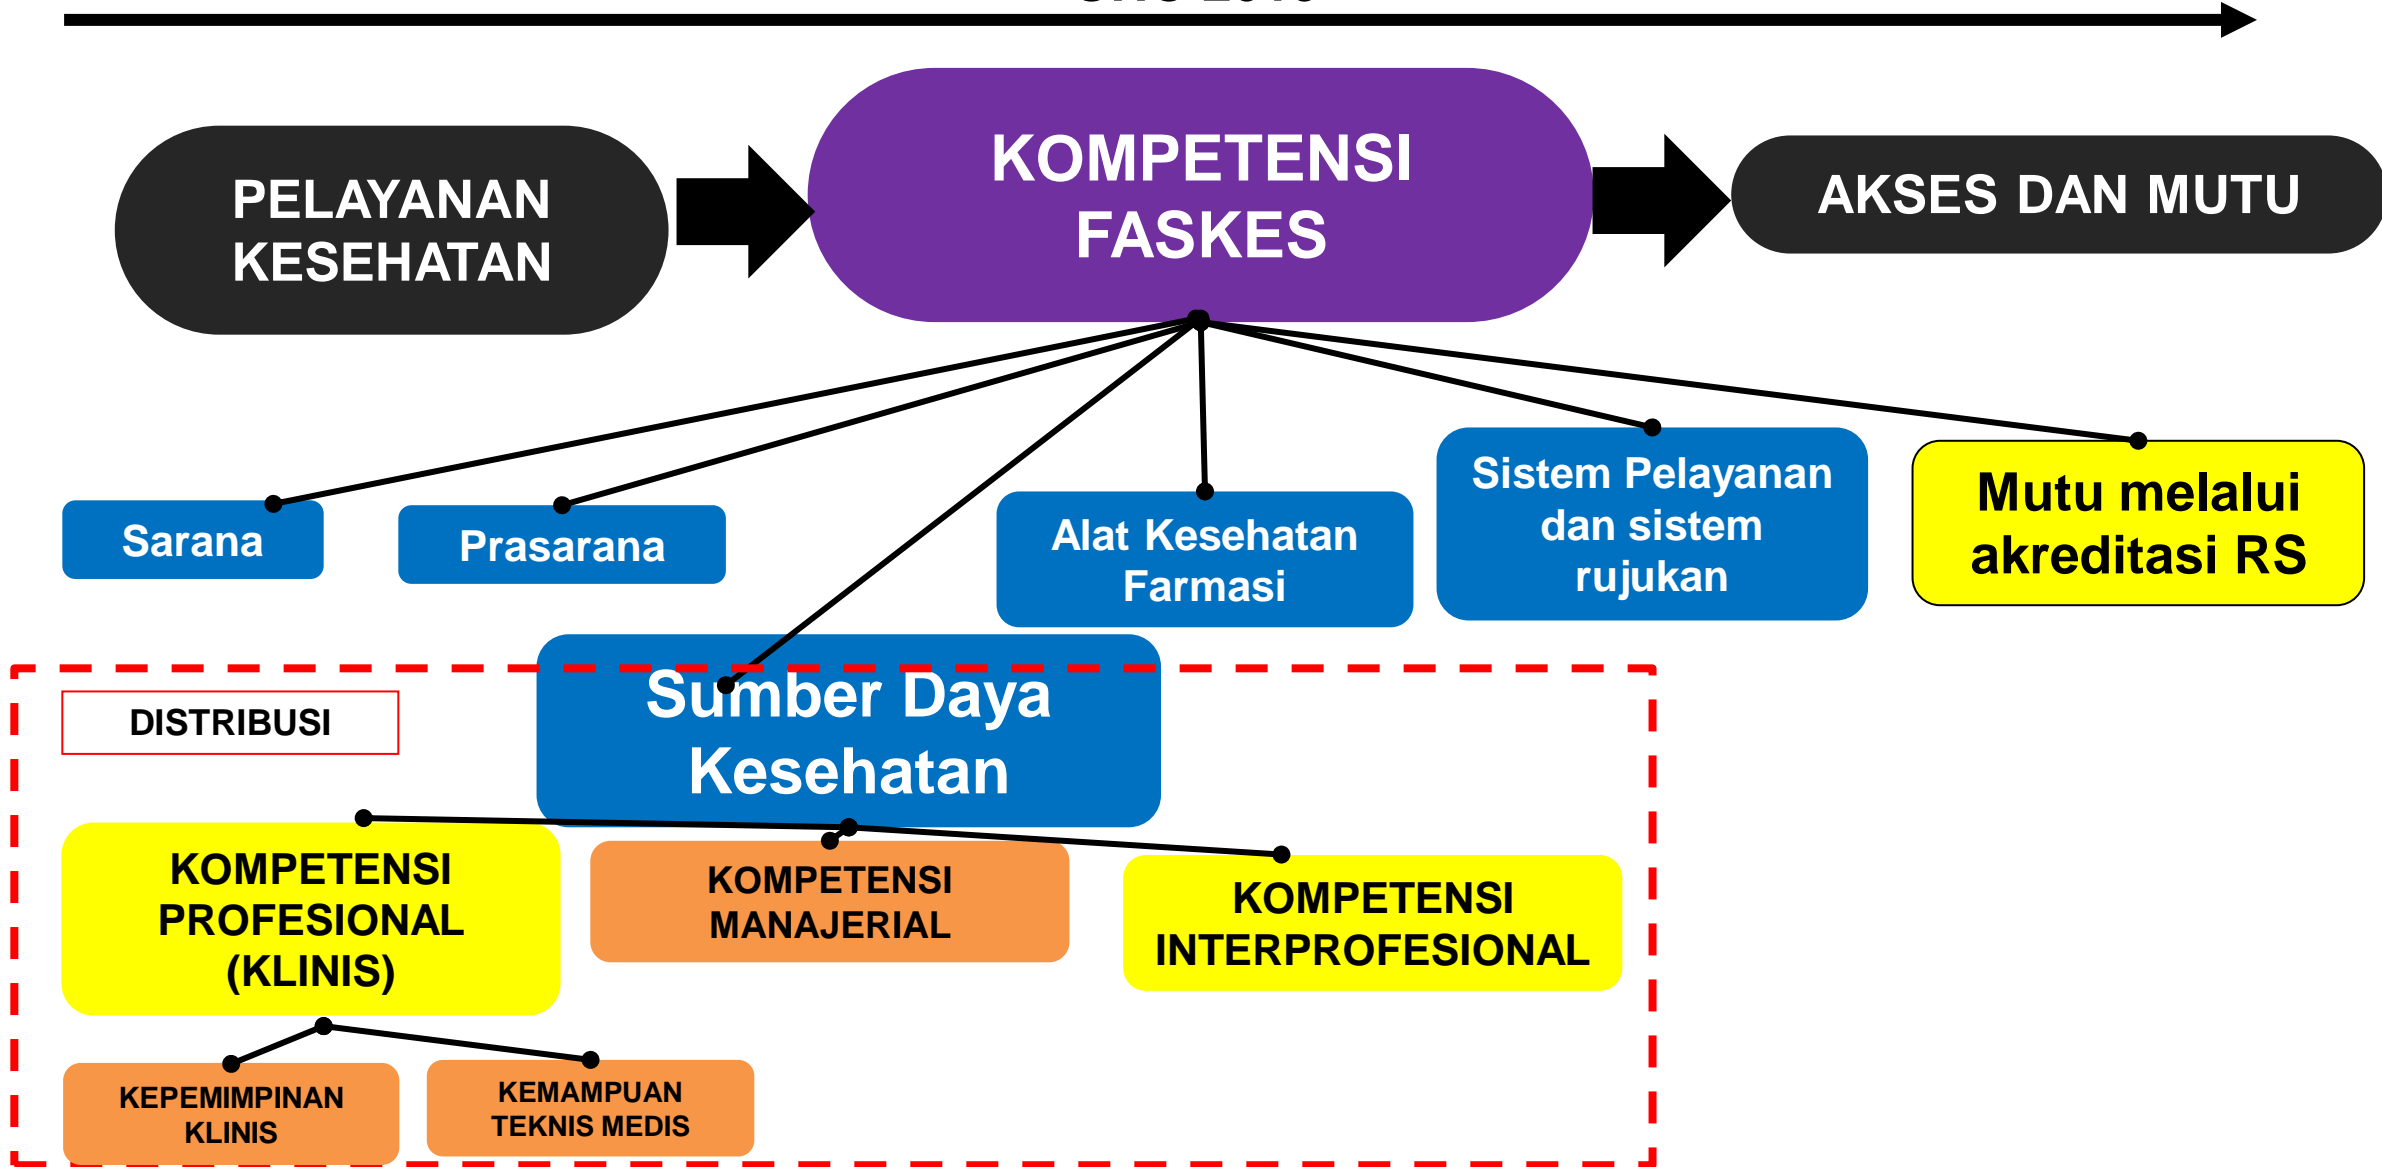 PELAYANAN
KESEHATAN
KOMPETENSI
FASKES
AKSES DAN MUTU
Sarana
Prasarana
Alat Kesehatan
Farmasi
Sistem Pelayanan
dan sistem
rujukan
Mutu melalui
akreditasi RS
Sumber Daya
Kesehatan
DISTRIBUSI
KOMPETENSI
PROFESIONAL
(KLINIS)
KOMPETENSI
MANAJERIAL
KOMPETENSI
INTERPROFESIONAL
KEPEMIMPINAN
KLINIS
KEMAMPUAN
TEKNIS MEDIS